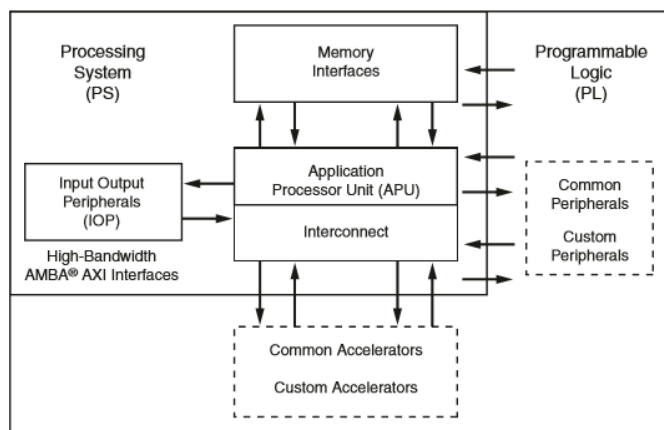 Processing
System
(PS)
Memory
Interfaces
Programmable
Logic
(PL)
Input Output
Peripherals
(IOP)
Application
Processor Unit (APU)
Interconnect
High-Bandwidth
AMBA® AXI Interfaces
Common
Peripherals
Custom
Peripherals
Common Accelerators
Custom Accelerators